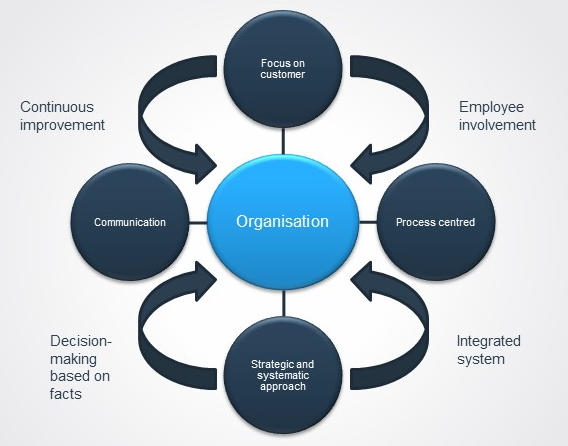 Focus on
customer
Continuous
improvement
Employee
involvement
Communication
Organisation
Process centred
Decision-
making
based on
facts
Strategic and
systematic
approach
Integrated
system